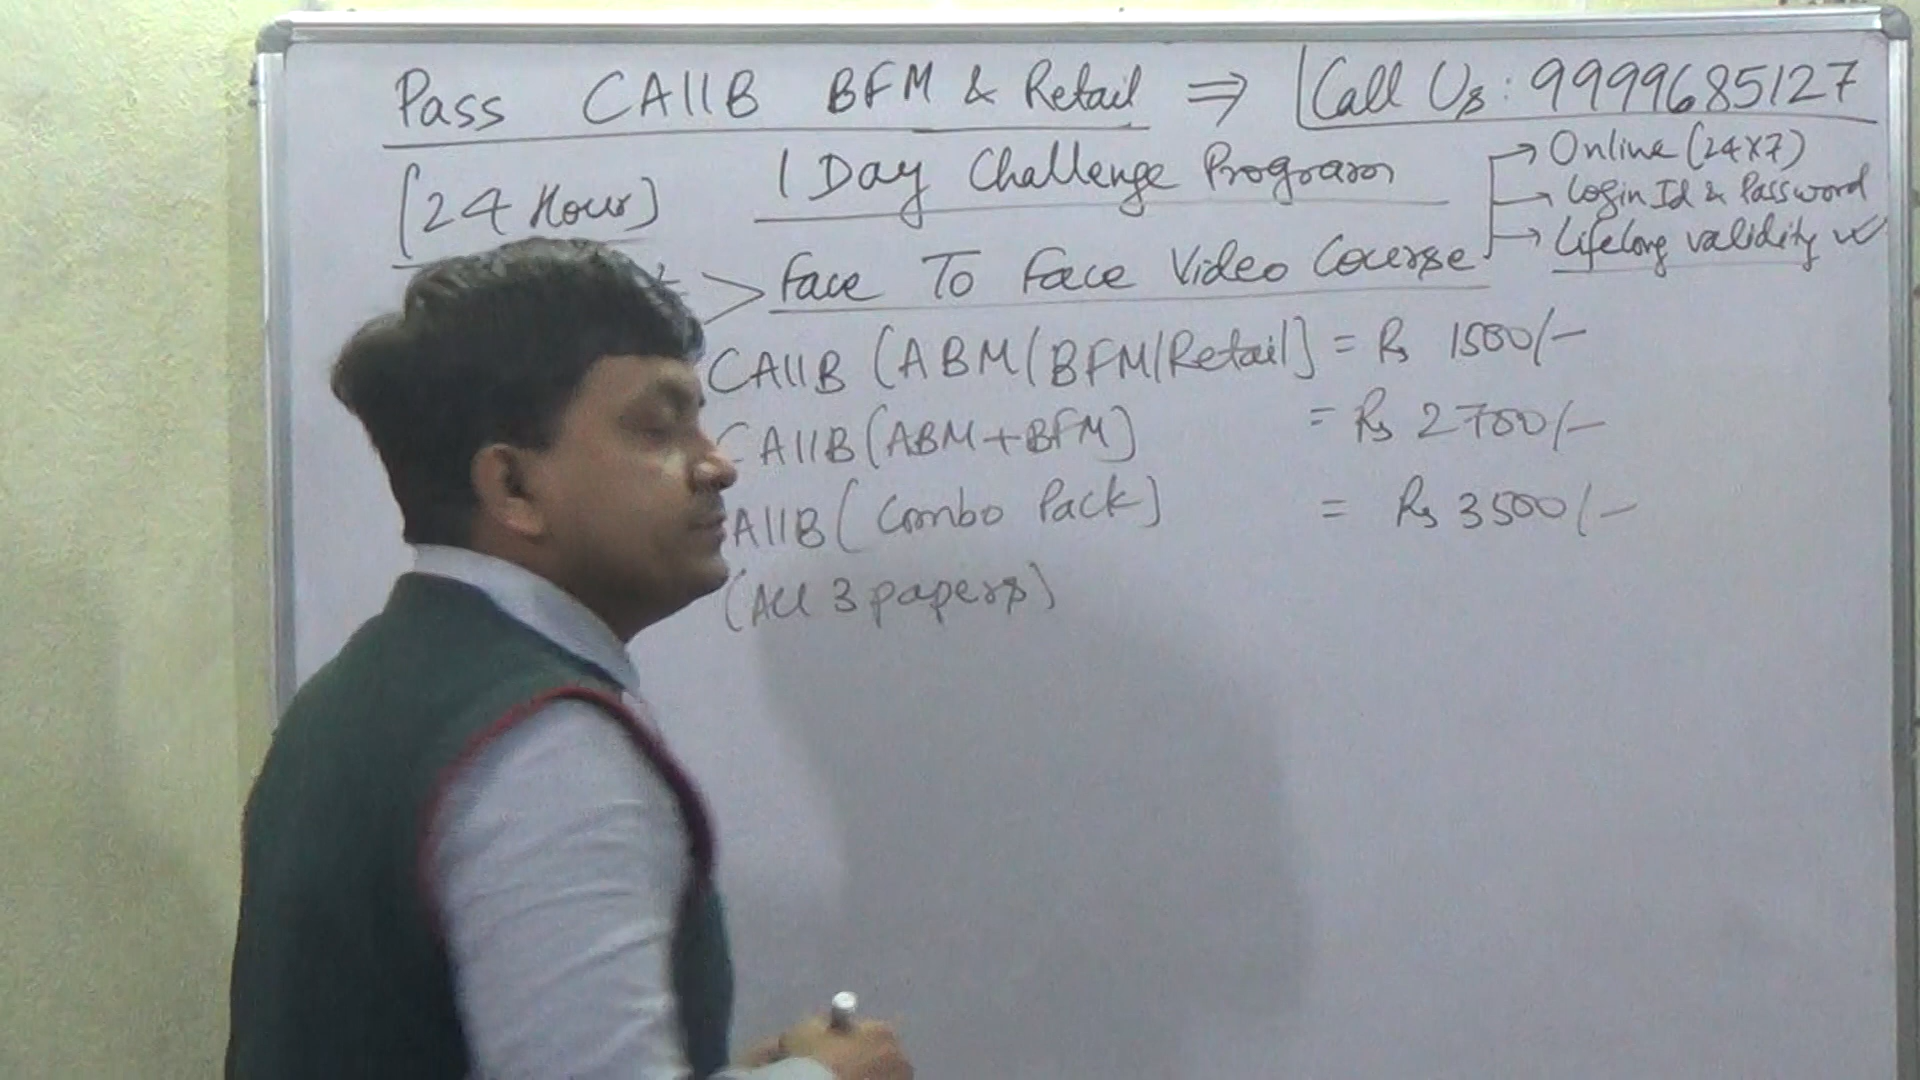 Pass CAIIB BFM & Retail ⇒ Call Us : 9999685127
[24 Hour] 1 Day Challenge Program
→ Online (24x7)
→ Login Id & Password
→ Lifelong validity
> Face To Face Video Course
CAIIB (ABM/BFM/Retail] = Rs 1500/-
CAIIB (ABM+BFM] = Rs 2700/-
AIIB (Combo Pack] = Rs 3500/-
(All 3 papers)